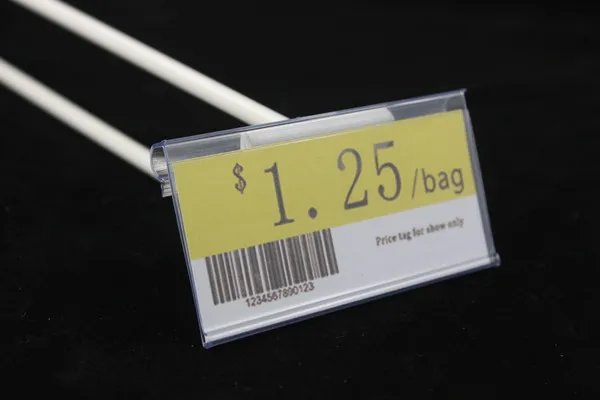 $1.25/bag
Price tag for show only
1234567890123